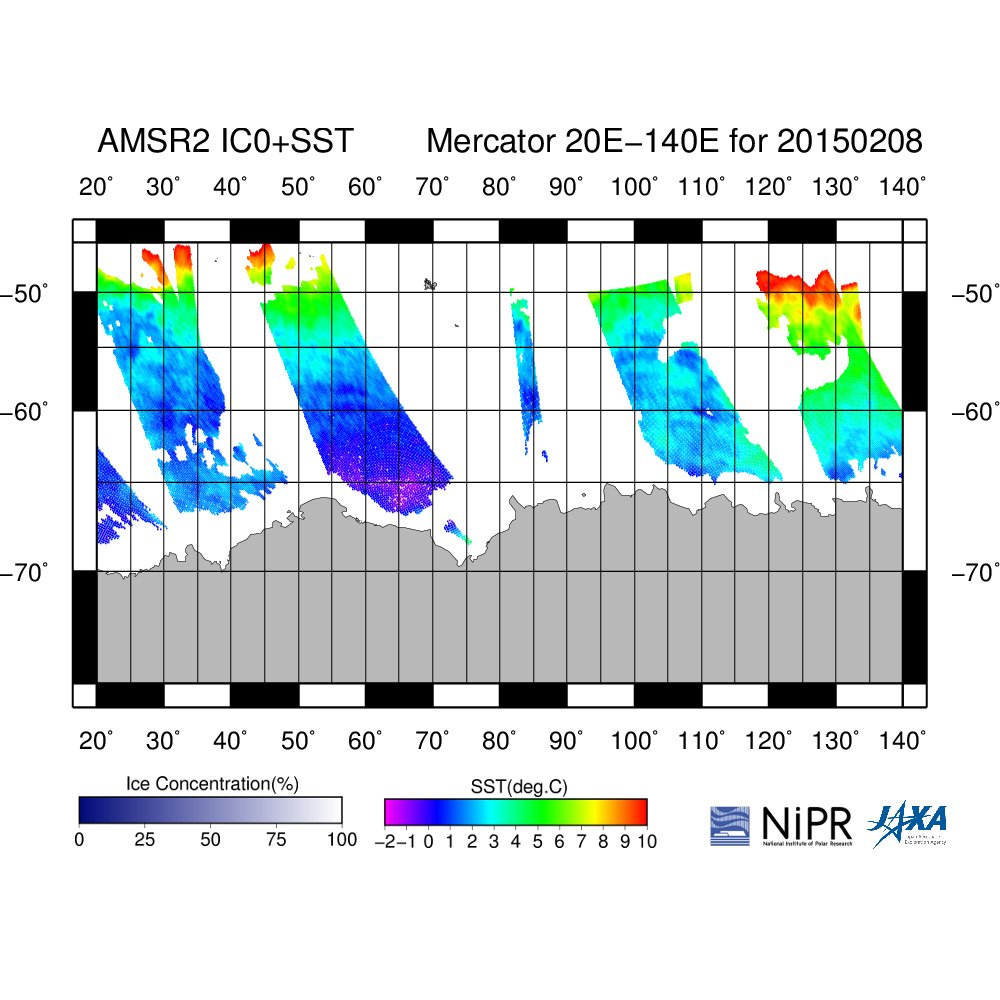 AMSR2 IC0+SST Mercator 20E−140E for 20150208
20° 30° 40° 50° 60° 70° 80° 90° 100° 110° 120° 130° 140°
−50° −50°
−60° −60°
−70° −70°
20° 30° 40° 50° 60° 70° 80° 90° 100° 110° 120° 130° 140°
Ice Concentration(%)
0 25 50 75 100
SST(deg.C)
−2 −1 0 1 2 3 4 5 6 7 8 9 10
NiPR
National Institute of Polar Research
JAXA
Exploration Agency